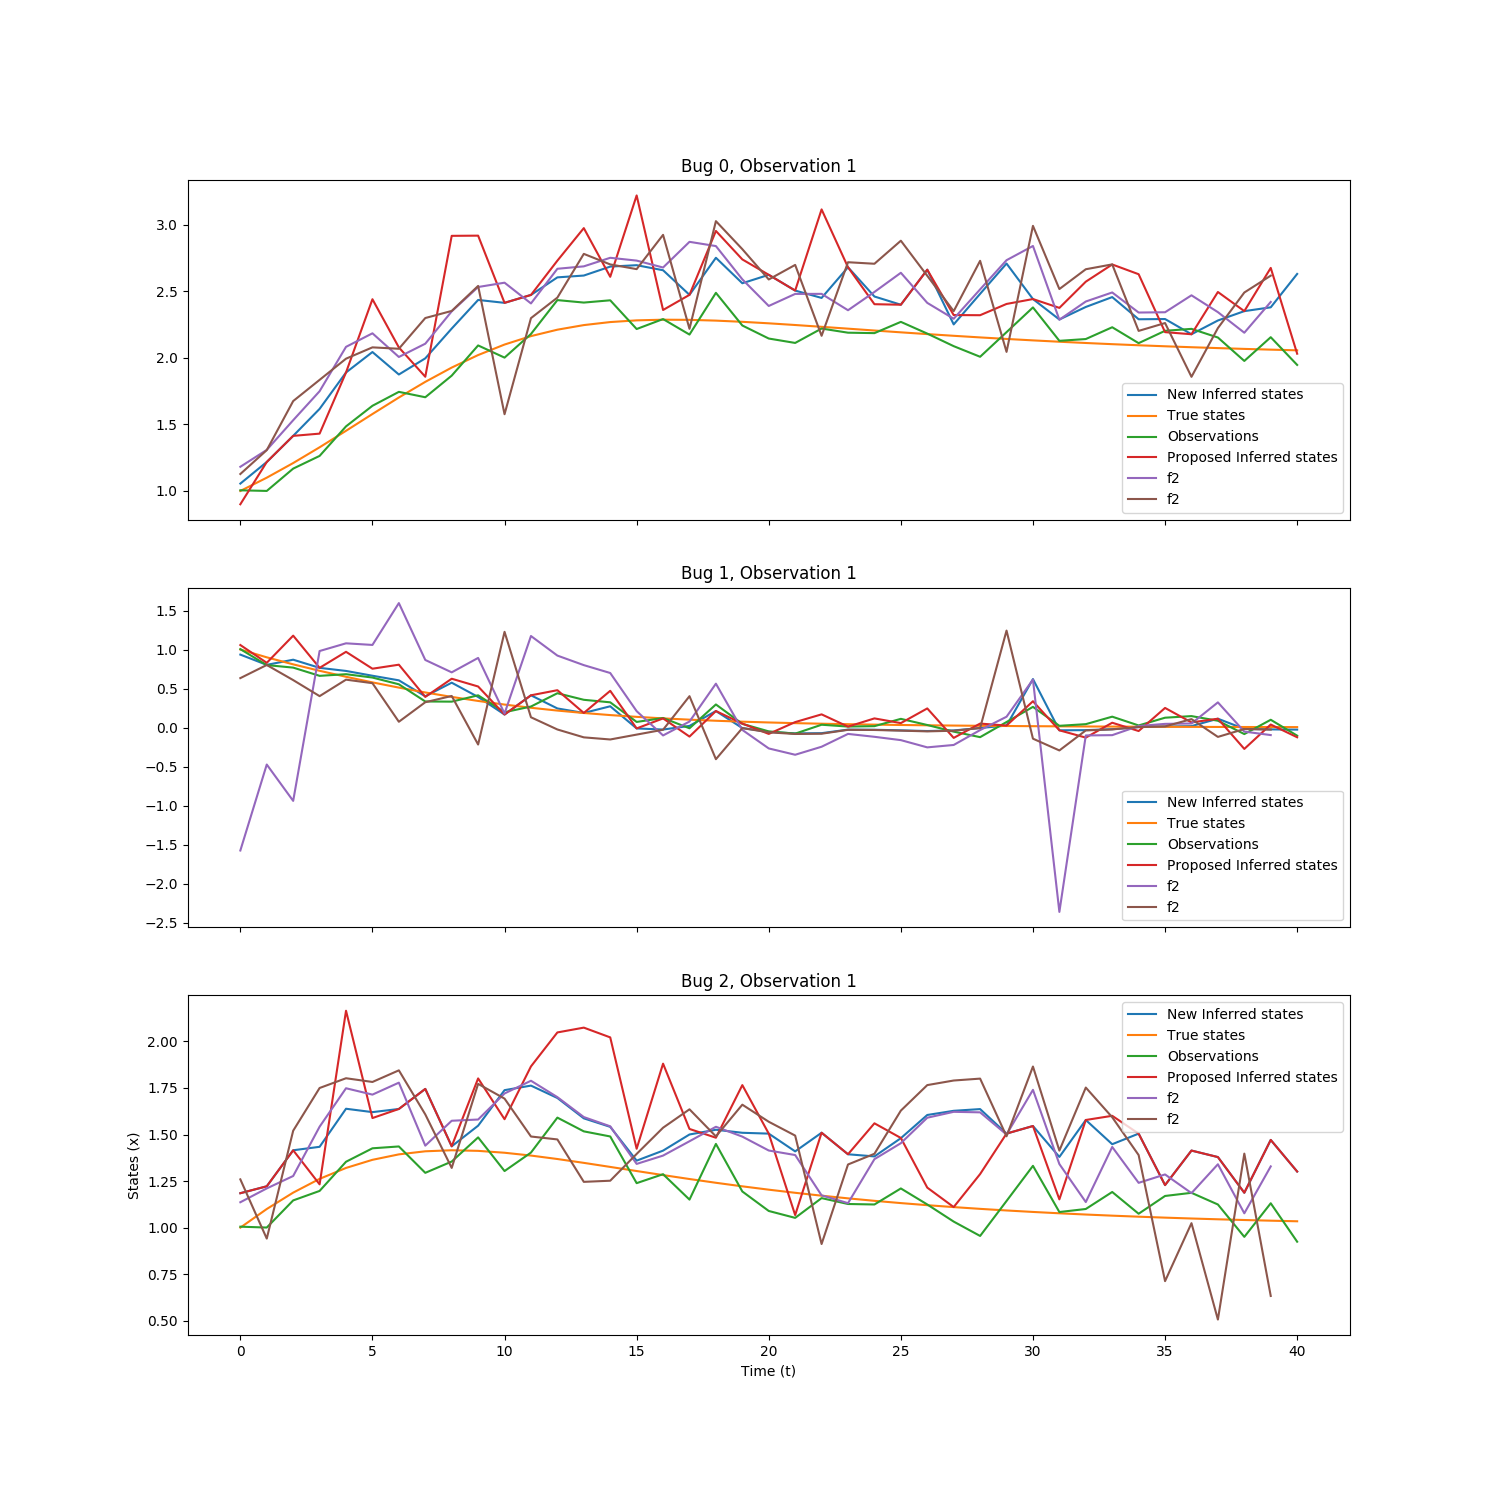 Bug 0, Observation 1
3.0
2.5
2.0
1.5
1.0
New Inferred states
True states
Observations
Proposed Inferred states
f2
f2
Bug 1, Observation 1
1.5
1.0
0.5
0.0
−0.5
−1.0
−1.5
−2.0
−2.5
New Inferred states
True states
Observations
Proposed Inferred states
f2
f2
Bug 2, Observation 1
States (x)
2.00
1.75
1.50
1.25
1.00
0.75
0.50
New Inferred states
True states
Observations
Proposed Inferred states
f2
f2
0 5 10 15 20 25 30 35 40
Time (t)